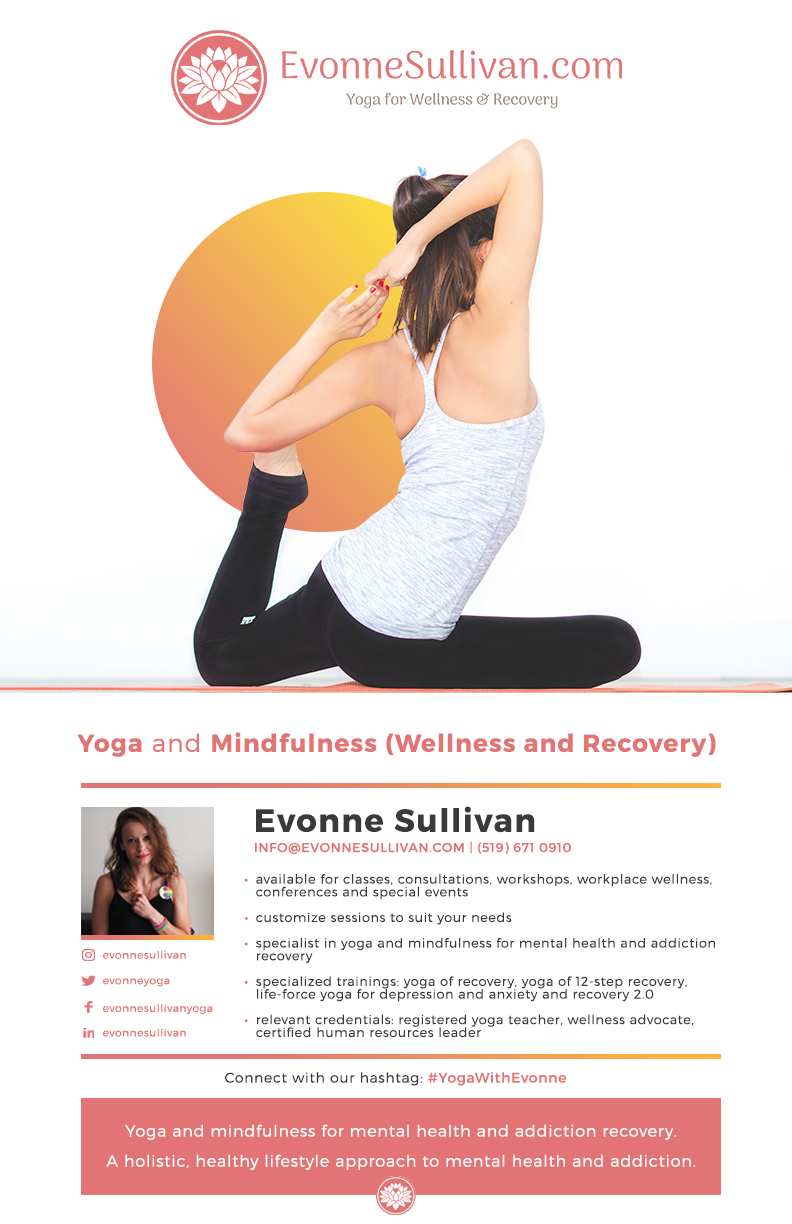 EvonneSullivan.com
Yoga for Wellness & Recovery
Yoga and Mindfulness (Wellness and Recovery)
Evonne Sullivan
INFO@EVONNESULLIVAN.COM | (519) 671 0910
• available for classes, consultations, workshops, workplace wellness,
conferences and special events
• customize sessions to suit your needs
• specialist in yoga and mindfulness for mental health and addiction
recovery
• specialized trainings: yoga of recovery, yoga of 12-step recovery,
life-force yoga for depression and anxiety and recovery 2.0
• relevant credentials: registered yoga teacher, wellness advocate,
certified human resources leader
evonnesullivan
evonneyoga
evonnesullivanyoga
evonnesullivan
Connect with our hashtag: #YogaWithEvonne
Yoga and mindfulness for mental health and addiction recovery.
A holistic, healthy lifestyle approach to mental health and addiction.